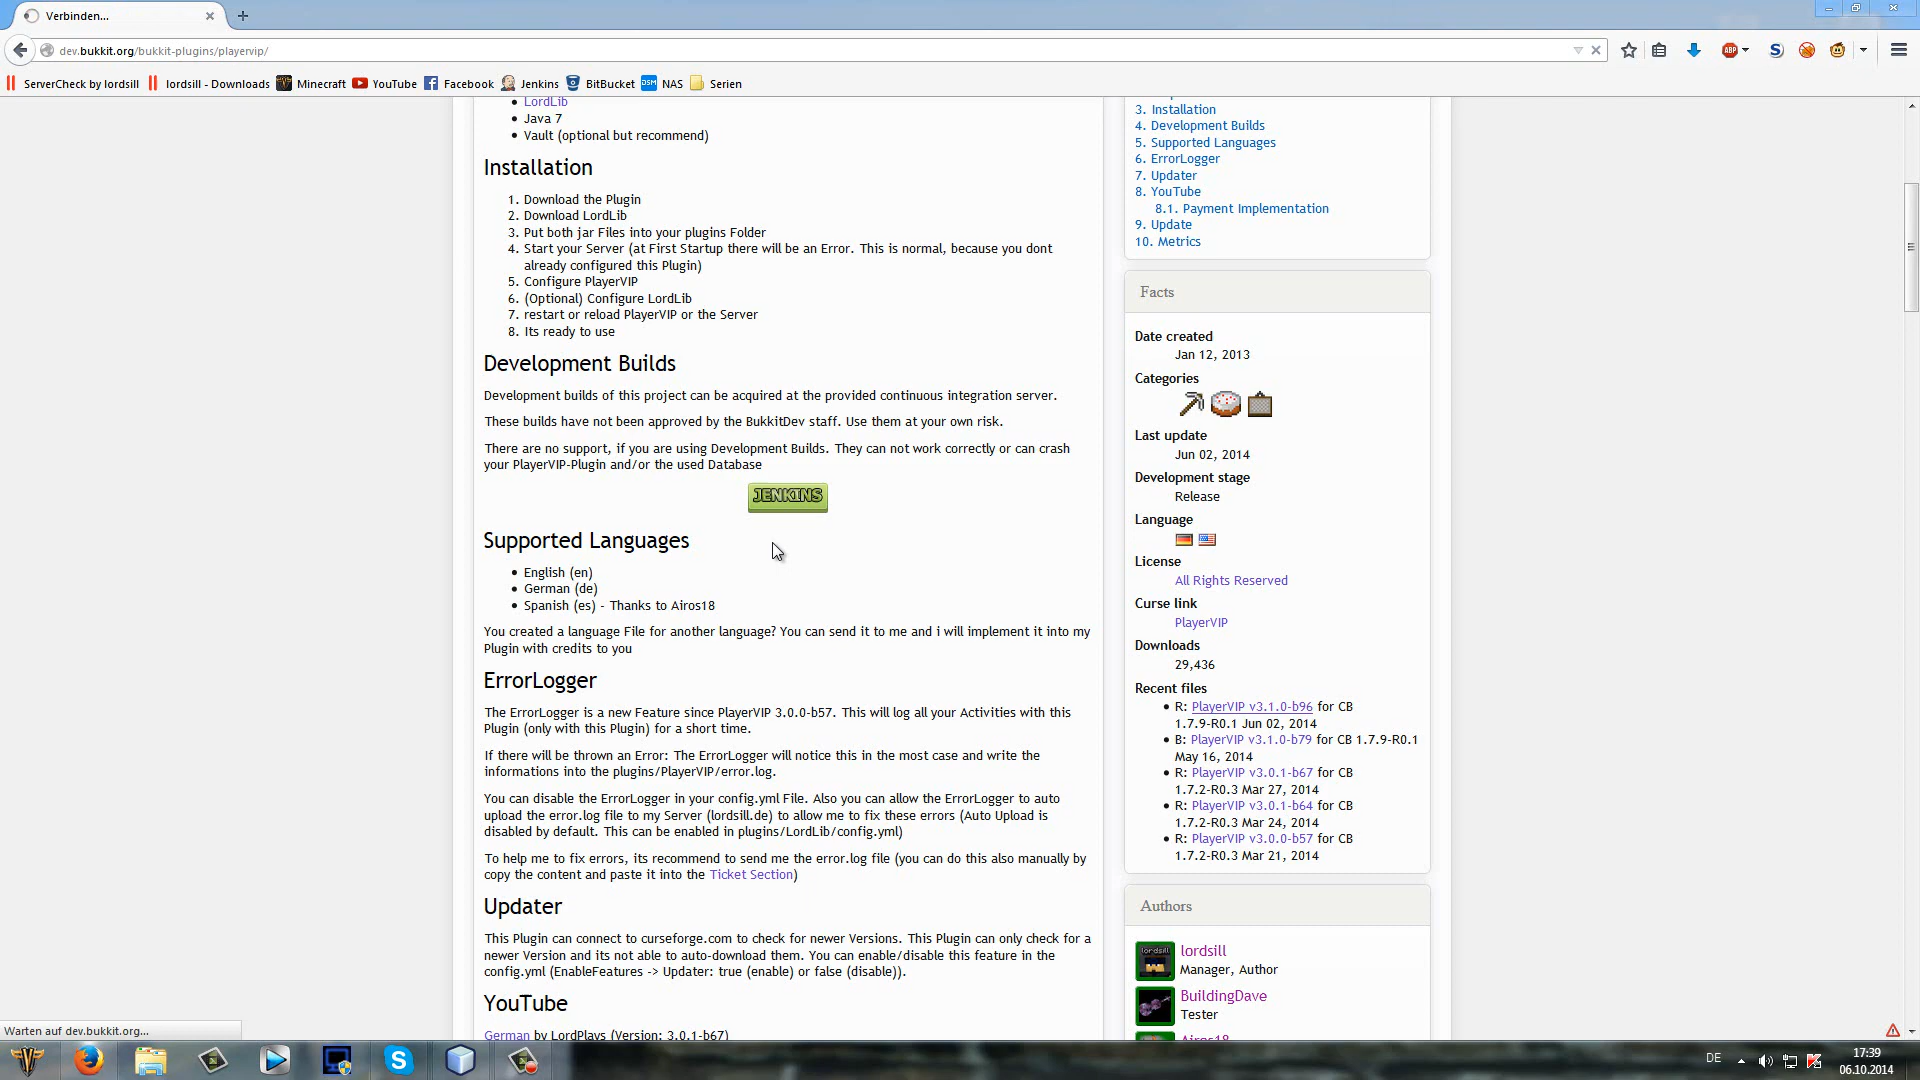 Verbinden...
dev.bukkit.org/bukkit-plugins/playervip/
ABP
S
ServerCheck by lordsill
lordsill - Downloads
Minecraft
YouTube
Facebook
Jenkins
BitBucket
DSM NAS
Serien
LordLib
Java 7
Vault (optional but recommend)
Installation
1. Download the Plugin
2. Download LordLib
3. Put both jar Files into your plugins Folder
4. Start your Server (at First Startup there will be an Error. This is normal, because you dont
already configured this Plugin)
5. Configure PlayerVIP
6. (Optional) Configure LordLib
7. restart or reload PlayerVIP or the Server
8. Its ready to use
Development Builds
Development builds of this project can be acquired at the provided continuous integration server.
These builds have not been approved by the BukkitDev staff. Use them at your own risk.
There are no support, if you are using Development Builds. They can not work correctly or can crash
your PlayerVIP-Plugin and/or the used Database
JENKINS
Supported Languages
English (en)
German (de)
Spanish (es) - Thanks to Airos18
You created a language File for another language? You can send it to me and i will implement it into my
Plugin with credits to you
ErrorLogger
The ErrorLogger is a new Feature since PlayerVIP 3.0.0-b57. This will log all your Activities with this
Plugin (only with this Plugin) for a short time.
If there will be thrown an Error: The ErrorLogger will notice this in the most case and write the
informations into the plugins/PlayerVIP/error.log.
You can disable the ErrorLogger in your config.yml File. Also you can allow the ErrorLogger to auto
upload the error.log file to my Server (lordsill.de) to allow me to fix these errors (Auto Upload is
disabled by default. This can be enabled in plugins/LordLib/config.yml)
To help me to fix errors, its recommend to send me the error.log file (you can do this also manually by
copy the content and paste it into the Ticket Section)
Updater
This Plugin can connect to curseforge.com to check for newer Versions. This Plugin can only check for a
newer Version and its not able to auto-download them. You can enable/disable this feature in the
config.yml (EnableFeatures -> Updater: true (enable) or false (disable)).
YouTube
German by LordPlays (Version: 3.0.1-b67)
3. Installation
4. Development Builds
5. Supported Languages
6. ErrorLogger
7. Updater
8. YouTube
8.1. Payment Implementation
9. Update
10. Metrics
Facts
Date created
Jan 12, 2013
Categories
Last update
Jun 02, 2014
Development stage
Release
Language
License
All Rights Reserved
Curse link
PlayerVIP
Downloads
29,436
Recent files
R: PlayerVIP v3.1.0-b96 for CB
1.7.9-R0.1 Jun 02, 2014
B: PlayerVIP v3.1.0-b79 for CB 1.7.9-R0.1
May 16, 2014
R: PlayerVIP v3.0.1-b67 for CB
1.7.2-R0.3 Mar 27, 2014
R: PlayerVIP v3.0.1-b64 for CB
1.7.2-R0.3 Mar 24, 2014
R: PlayerVIP v3.0.0-b57 for CB
1.7.2-R0.3 Mar 21, 2014
Authors
lordsill
lordsill
Manager, Author
BuildingDave
Tester
Airos18
Warten auf dev.bukkit.org...
DE
17:39
06.10.2014